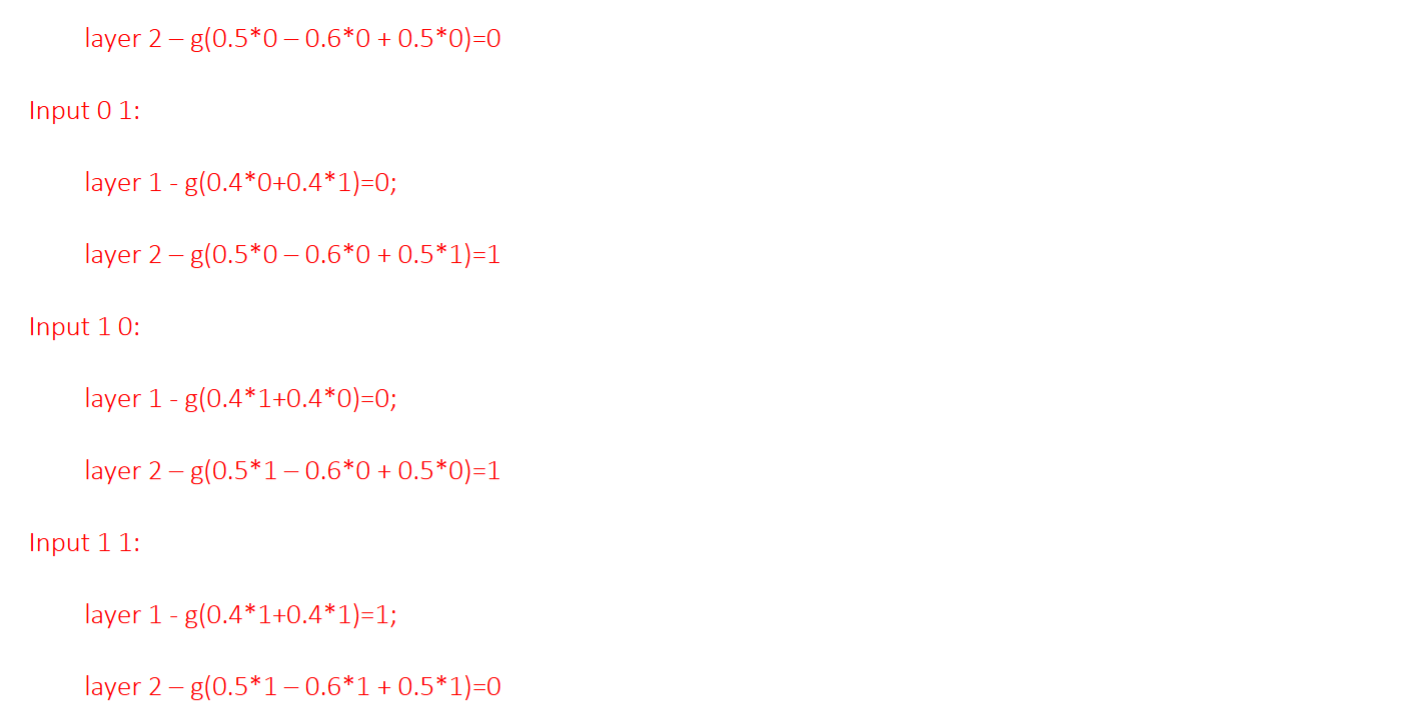 layer 2 – g(0.5*0 – 0.6*0 + 0.5*0)=0
Input 0 1:
layer 1 - g(0.4*0+0.4*1)=0;
layer 2 – g(0.5*0 – 0.6*0 + 0.5*1)=1
Input 1 0:
layer 1 - g(0.4*1+0.4*0)=0;
layer 2 – g(0.5*1 – 0.6*0 + 0.5*0)=1
Input 1 1:
layer 1 - g(0.4*1+0.4*1)=1;
layer 2 – g(0.5*1 – 0.6*1 + 0.5*1)=0